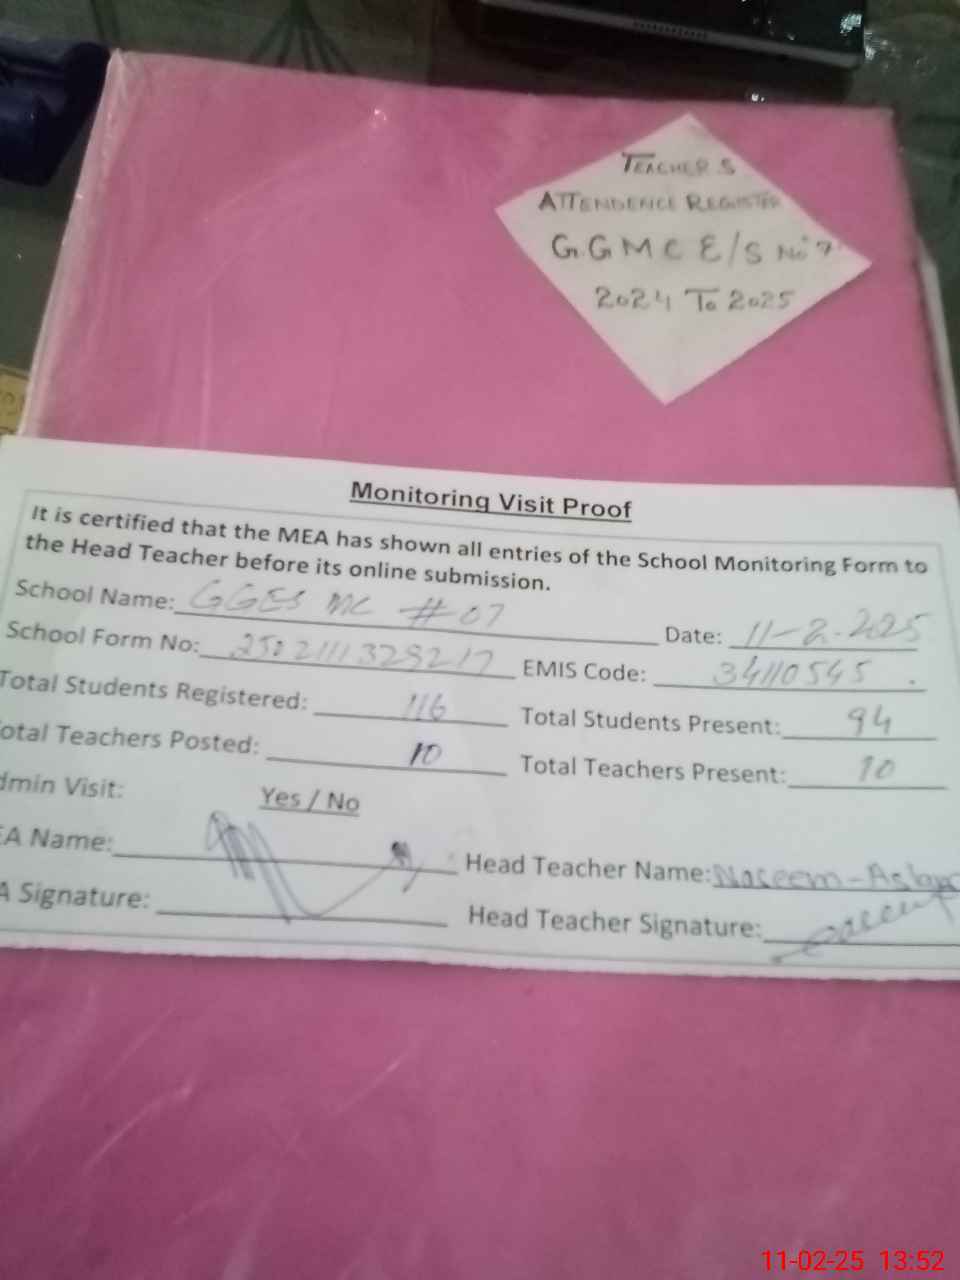 TEACHER S
ATTENDENCE REGISTER
G.G M C E/S No 7
2024 To 2025
Monitoring Visit Proof
It is certified that the MEA has shown all entries of the School Monitoring Form to
the Head Teacher before its online submission.
School Name: GGES MC # 07 Date: 11-2-2025
School Form No: EMIS Code: 34110545
Total Students Registered: 116 Total Students Present: 94
otal Teachers Posted: 10 Total Teachers Present: 10
dmin Visit: Yes / No
EA Name: Head Teacher Name: Naseem-
A Signature: Head Teacher Signature:
11-02-25 13:52